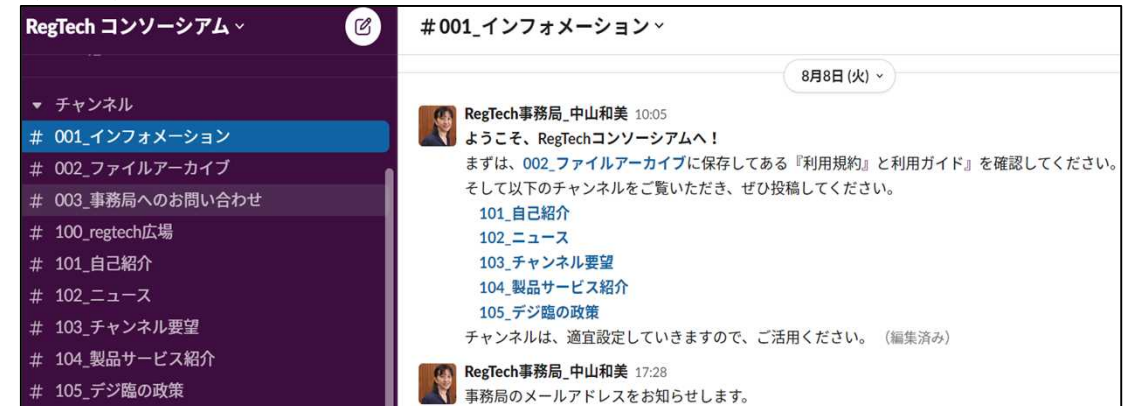 RegTech コンソーシアム
チャンネル
# 001_インフォメーション
# 002_ファイルアーカイブ
# 003_事務局へのお問い合わせ
# 100_regtech広場
# 101_自己紹介
# 102_ニュース
# 103_チャンネル要望
# 104_製品サービス紹介
# 105_デジ臨の政策
# 001_インフォメーション
8月8日 (火)
RegTech事務局_中山和美 10:05
ようこそ、RegTechコンソーシアムへ！
まずは、002_ファイルアーカイブに保存してある『利用規約』と利用ガイド』を確認してください。
そして以下のチャンネルをご覧いただき、ぜひ投稿してください。
101_自己紹介
102_ニュース
103_チャンネル要望
104_製品サービス紹介
105_デジ臨の政策
チャンネルは、適宜設定していきますので、ご活用ください。 （編集済み）
RegTech事務局_中山和美 17:28
事務局のメールアドレスをお知らせします。